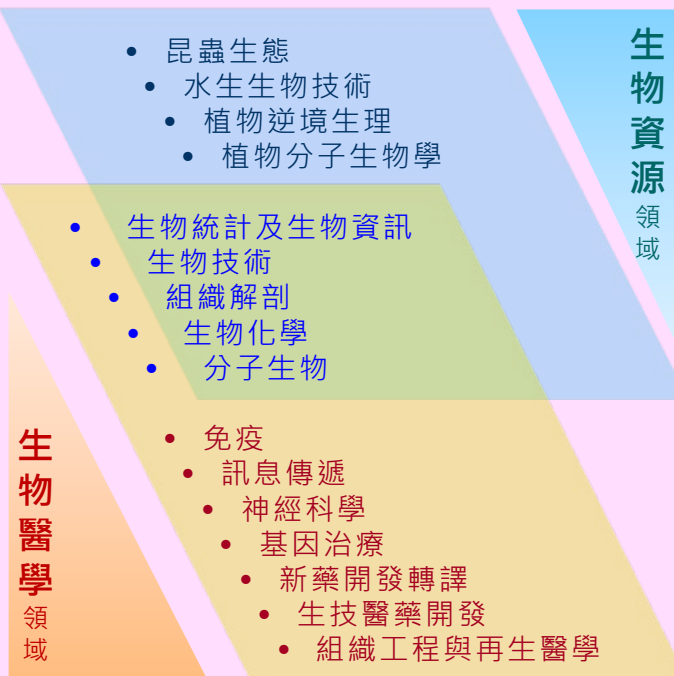 • 昆蟲生態
• 水生生物技術
• 植物逆境生理
• 植物分子生物學
生物資源領域
• 生物統計及生物資訊
• 生物技術
• 組織解剖
• 生物化學
• 分子生物
生物醫學領域
• 免疫
• 訊息傳遞
• 神經科學
• 基因治療
• 新藥開發轉譯
• 生技醫藥開發
• 組織工程與再生醫學